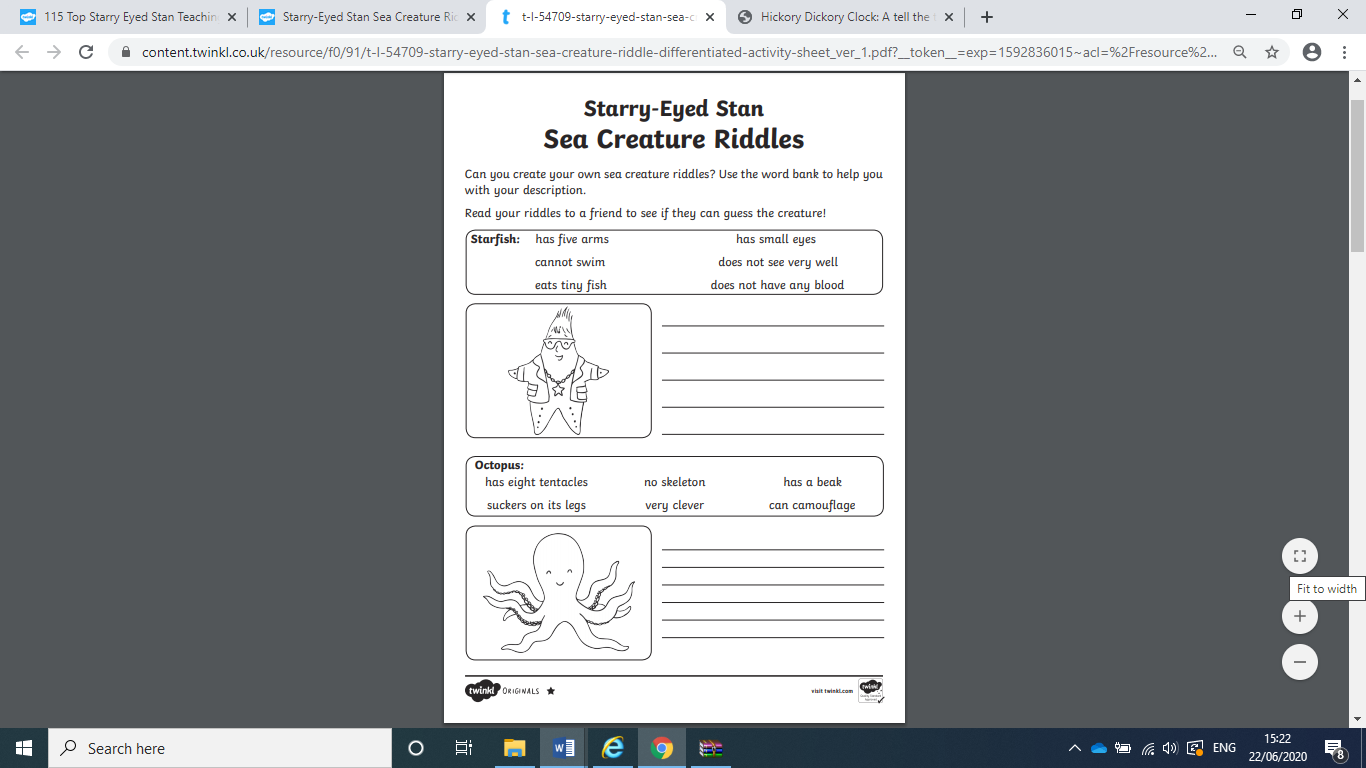 115 Top Starry Eyed Stan Teachin
Starry-Eyed Stan Sea Creature Ric
t-l-54709-starry-eyed-stan-sea-c
Hickory Dickory Clock: A tell the
content.twinkl.co.uk/resource/f0/91/t-l-54709-starry-eyed-stan-sea-creature-riddle-differentiated-activity-sheet_ver_1.pdf?__token__=exp=1592836015~acl=%2Fresource%2...
Starry-Eyed Stan
Sea Creature Riddles
Can you create your own sea creature riddles? Use the word bank to help you
with your description.
Read your riddles to a friend to see if they can guess the creature!
Starfish: has five arms has small eyes
cannot swim does not see very well
eats tiny fish does not have any blood
Octopus:
has eight tentacles no skeleton has a beak
suckers on its legs very clever can camouflage
Fit to width
twinkl ORIGINALS visit twinkl.com twinkl
Search here
ENG
15:22
22/06/2020
8